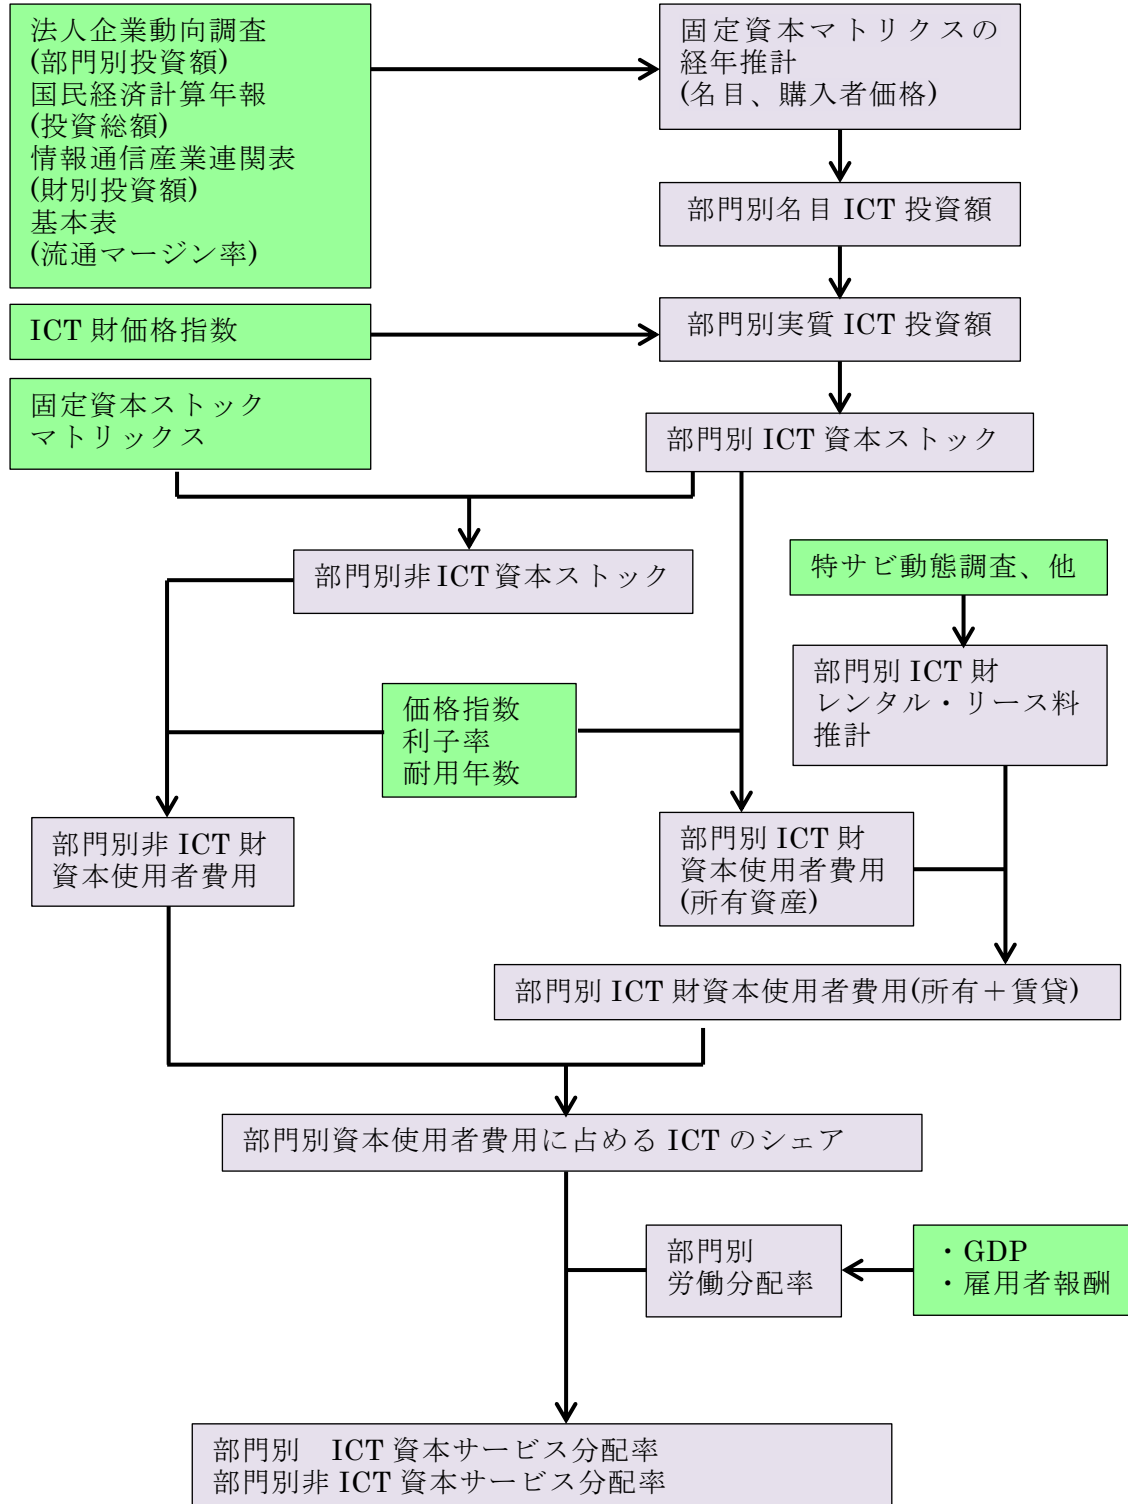 法人企業動向調査
(部門別投資額)
国民経済計算年報
(投資総額)
情報通信産業連関表
(財別投資額)
基本表
(流通マージン率)
固定資本マトリクスの
経年推計
(名目、購入者価格)
部門別名目 ICT 投資額
ICT 財価格指数
部門別実質 ICT 投資額
固定資本ストック
マトリックス
部門別 ICT 資本ストック
部門別非 ICT 資本ストック
特サビ動態調査、他
部門別 ICT 財
レンタル・リース料
推計
価格指数
利子率
耐用年数
部門別非 ICT 財
資本使用者費用
部門別 ICT 財
資本使用者費用
(所有資産)
部門別 ICT 財資本使用者費用(所有＋賃貸)
部門別資本使用者費用に占める ICT のシェア
部門別
労働分配率
・GDP
・雇用者報酬
部門別　ICT 資本サービス分配率
部門別非 ICT 資本サービス分配率